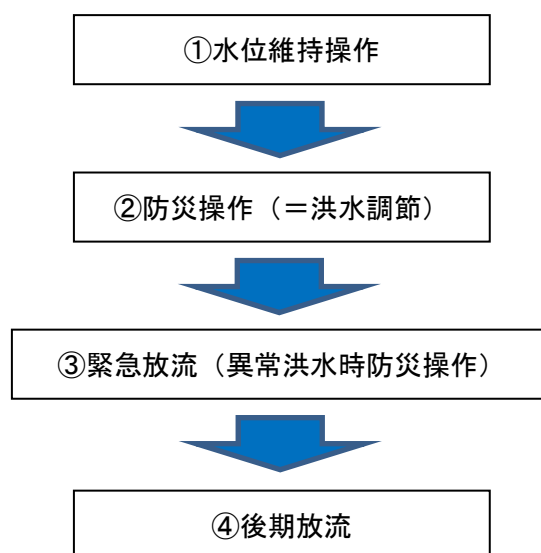 ①水位維持操作
②防災操作（＝洪水調節）
③緊急放流（異常洪水時防災操作）
④後期放流